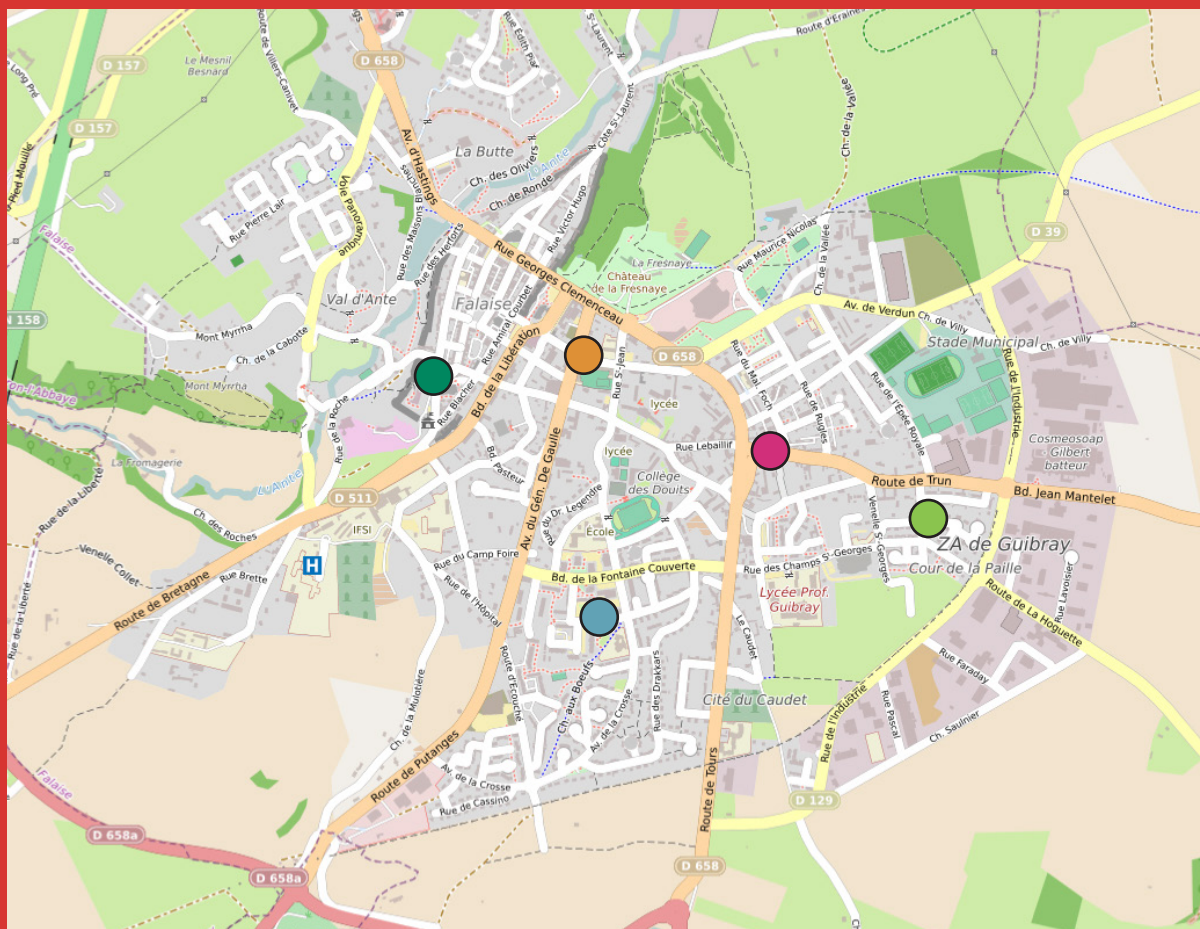 Route d'Eraines
Rue Edith Piaf
St-Laurent
D 658
D 157
Le Mesnil
Besnard
Route de Villers-Canivet
Long Pré
D 157
Pied Mouillé
Côte St-Laurent
Ch. de la Vallée
Av. d'Hastings
La Butte
L'Ante
Ch. des Oliviers
Ch. de Ronde
Voie Panoramique
Rue des Maisons Blanches
Rue Pierre Lair
Rue Victor Hugo
Falaise
Rue des Herforts
Rue Georges Clemenceau
La Fresnaye
Château
de la Fresnaye
Rue Maurice Nicolas
Ch. de la Vallée
D 39
Val d'Ante
Falaise
N 158
Mont Myrrha
Ch. de la Cabotte
Rue Amiral Courbet
Bd. de la Libération
Av. de Verdun
Ch. de Villy
Stade Municipal
Ch. de Villy
D 658
Rue St-Jean
Rue du Mal. Foch
Rue de Rugles
Rue de l'Épée Royale
Rue de l'Industrie
Mont Myrrha
on-l'Abbaye
Rue Blacher
Rue de la Roche
lycée
Rue Lebaillif
lycée
Collège
des Douits
Bd. Pasteur
Av. du Gén. De Gaulle
Cosmeosoap
- Gilbert
batteur
La Fromagerie
L'Ante
Rue de la Liberté
D 511
Route de Trun
Bd. Jean Mantelet
Ch. des Roches
IFSI
Rue du Dr. Legendre
École
Venelle St-Georges
ZA de Guibray
Cour de la Paille
Venelle Collet
Rue Brette
H
Rue du Camp Foire
Bd. de la Fontaine Couverte
Rue des Champs St-Georges
Lycée Prof.
Guibray
Rue Lavoisier
Route de Bretagne
Rue de la Liberté
Rue de l'Hôpital
Route de La Hoguette
Le Caudet
Rue Faraday
Route d'Ecouché
Ch. aux Boeufs
Rue des Drakkars
Cité du Caudet
Rue Pascal
Ch. Saulnier
Rue de l'Industrie
Ch. de la Mulotière
Av. de la Crosse
Route de Putanges
Av. de la Crosse
Rue de Cassino
Route de Tours
D 129
Falaise
D 658a
D 658a
D 658